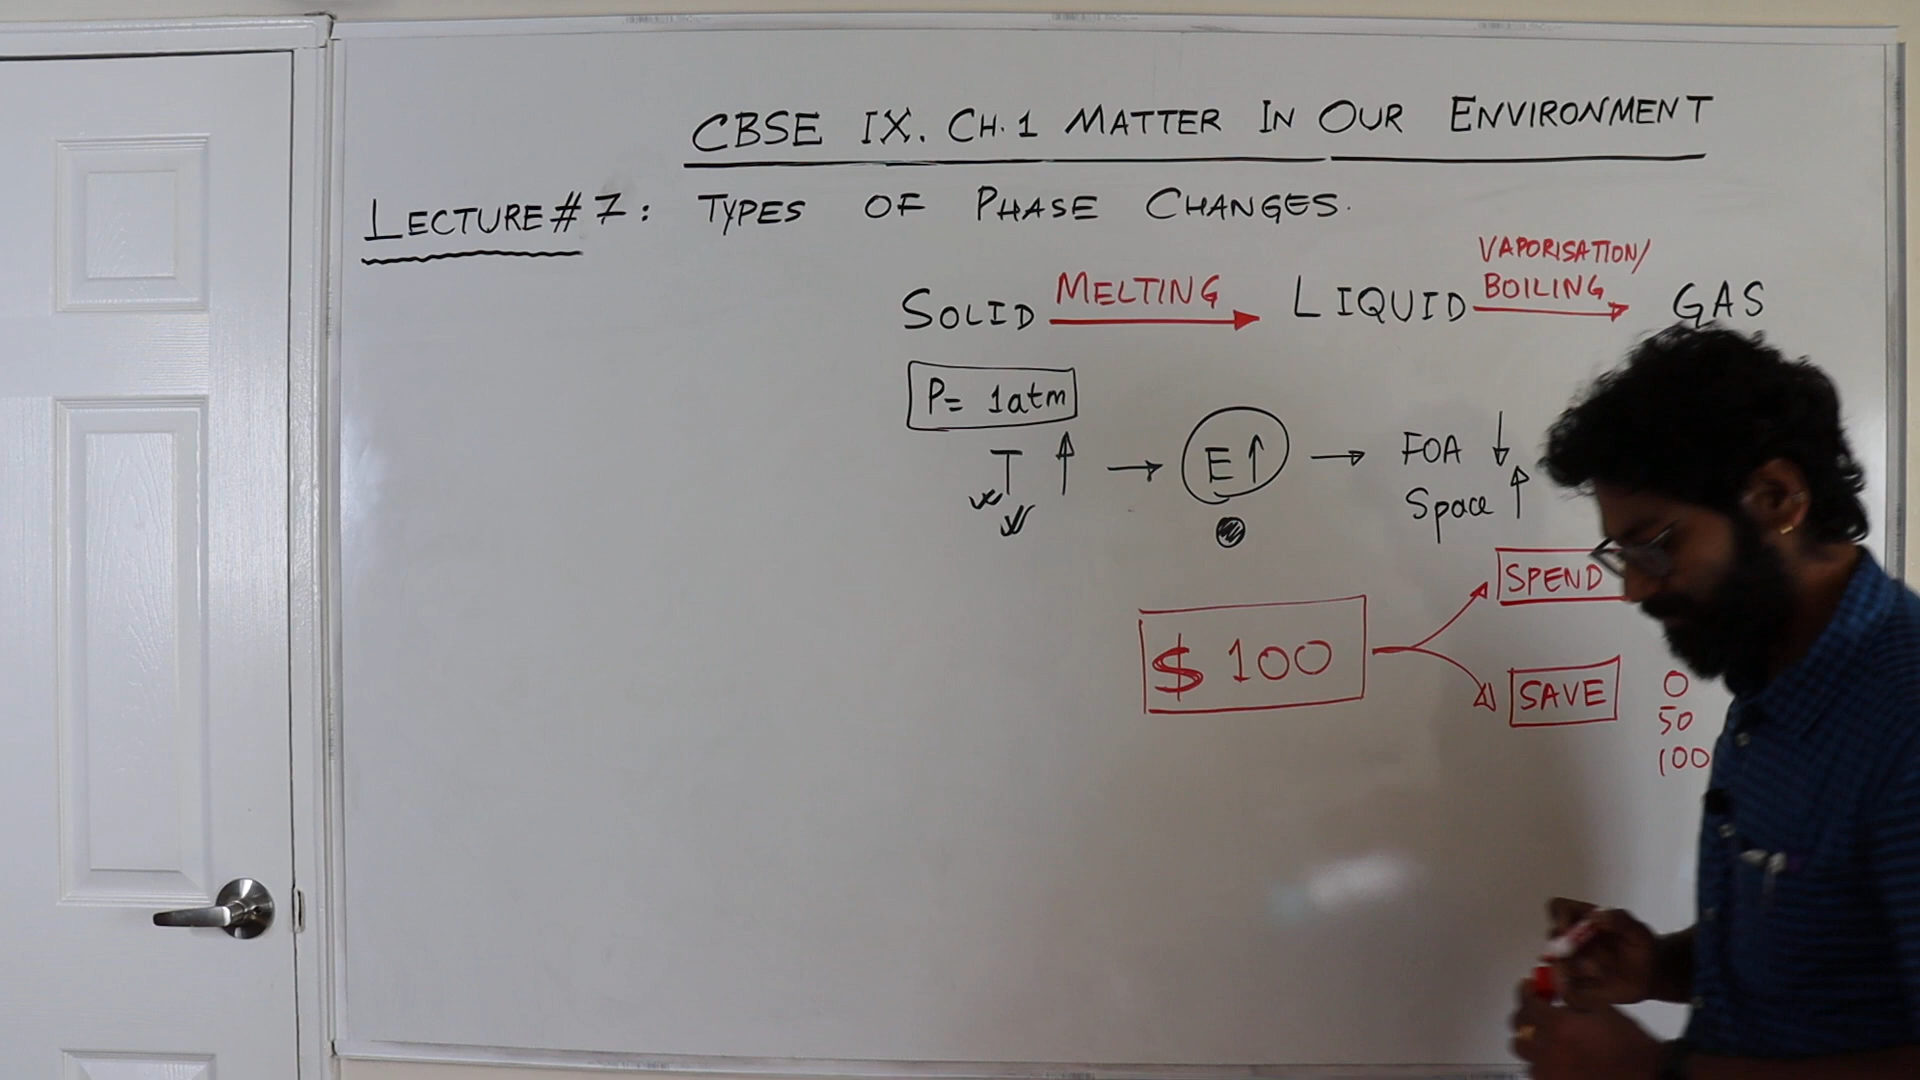 CBSE IX. CH. 1 MATTER IN OUR ENVIRONMENT
LECTURE # 7: TYPES OF PHASE CHANGES.
SOLID MELTING LIQUID VAPORISATION/ BOILING GAS
P= 1atm
T ↑ → E↑ → FOA ↓
Space ↑
SPEND
$ 100
SAVE
0
50
100